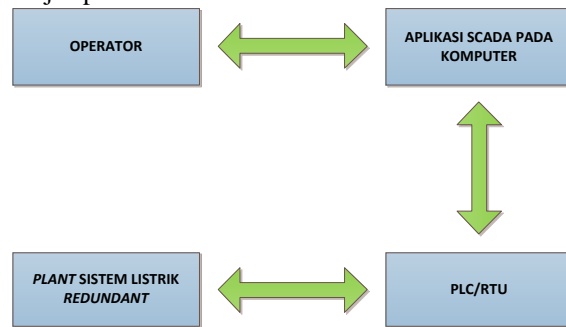 OPERATOR
APLIKASI SCADA PADA
KOMPUTER
PLANT SISTEM LISTRIK
REDUNDANT
PLC/RTU